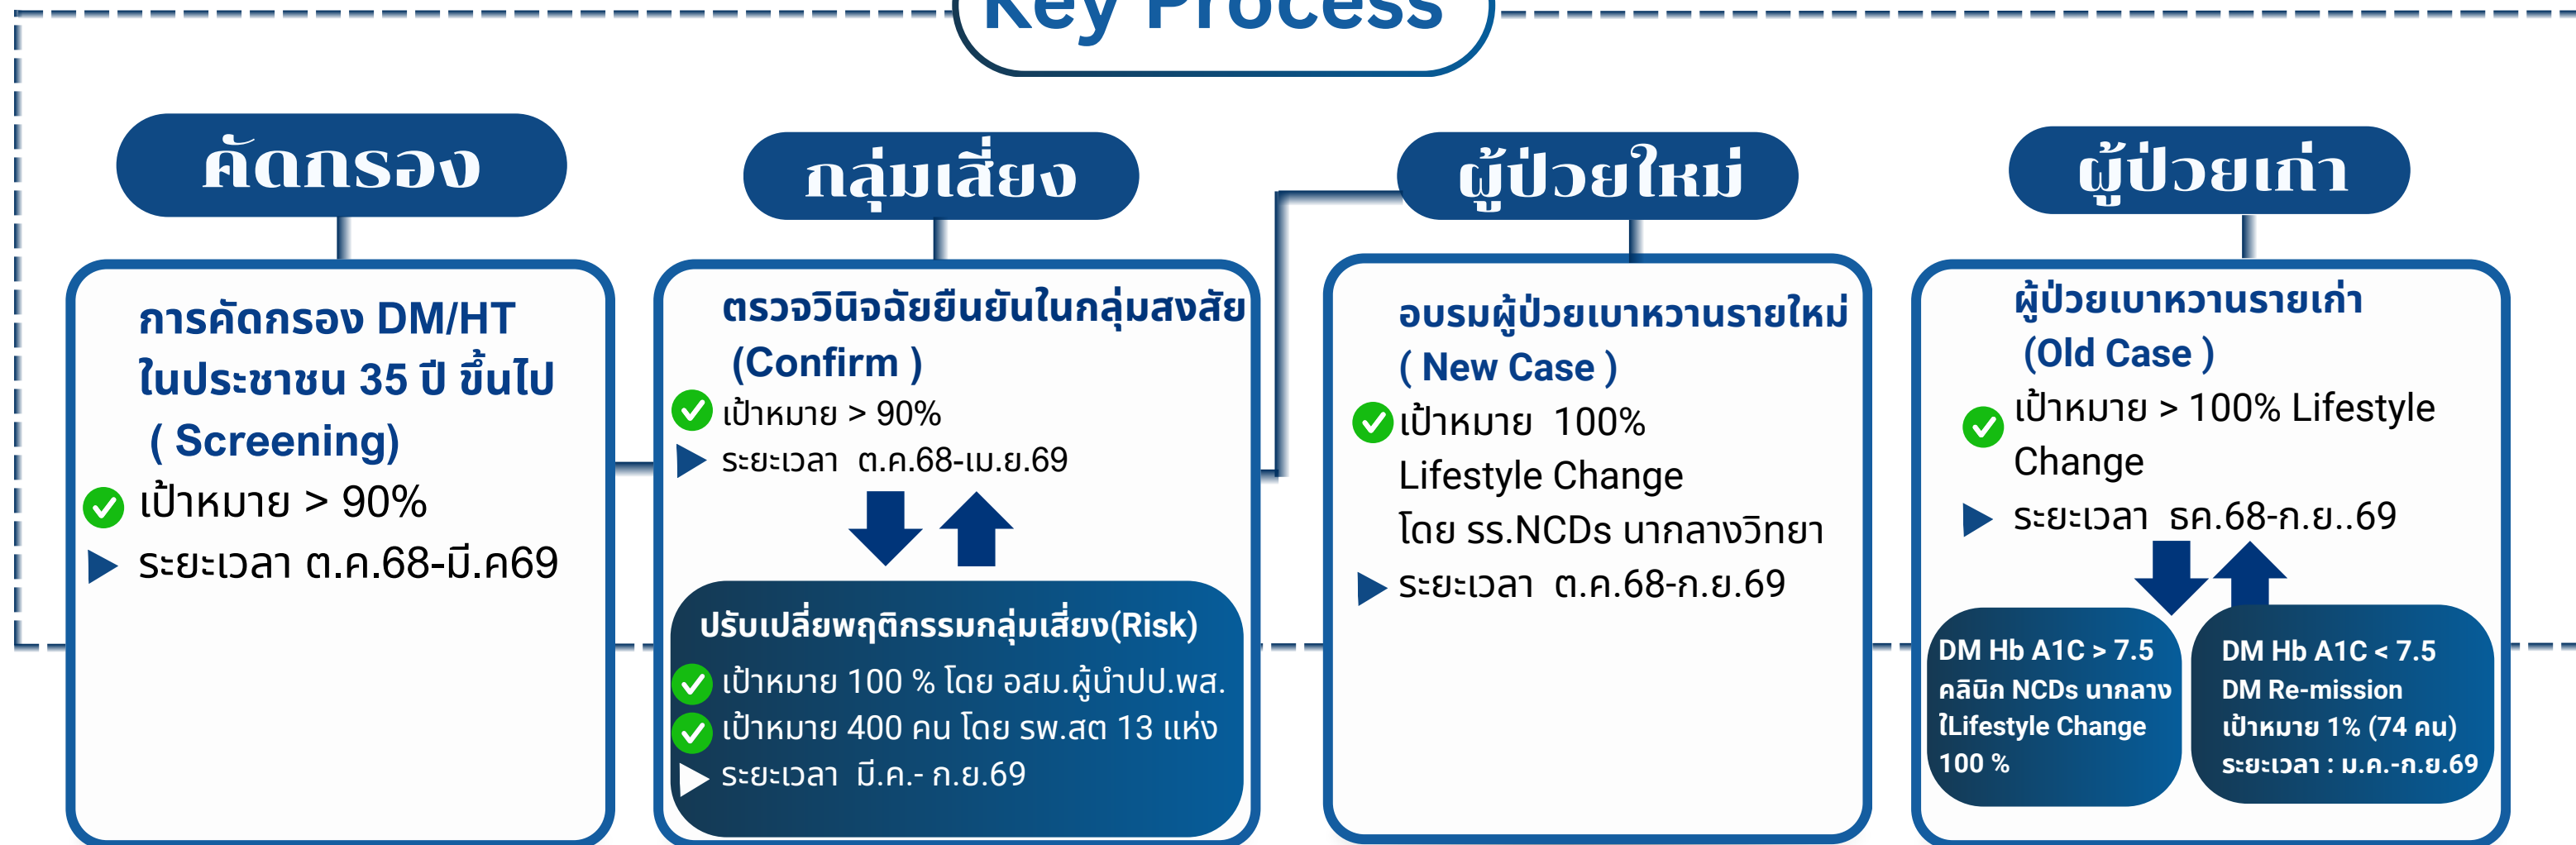 Key Process
คัดกรอง
การคัดกรอง DM/HT
ในประชาชน 35 ปี ขึ้นไป
( Screening)
เป้าหมาย > 90%
ระยะเวลา ต.ค.68-มี.ค69
กลุ่มเสี่ยง
ตรวจวินิจฉัยยืนยันในกลุ่มสงสัย
(Confirm )
เป้าหมาย > 90%
ระยะเวลา ต.ค.68-เม.ย.69
ปรับเปลี่ยพฤติกรรมกลุ่มเสี่ยง(Risk)
เป้าหมาย 100 % โดย อสม.ผู้นำปป.พส.
เป้าหมาย 400 คน โดย รพ.สต 13 แห่ง
ระยะเวลา มี.ค.- ก.ย.69
ผู้ป่วยใหม่
อบรมผู้ป่วยเบาหวานรายใหม่
( New Case )
เป้าหมาย 100%
Lifestyle Change
โดย รร.NCDs นากลางวิทยา
ระยะเวลา ต.ค.68-ก.ย.69
ผู้ป่วยเก่า
ผู้ป่วยเบาหวานรายเก่า
(Old Case )
เป้าหมาย > 100% Lifestyle
Change
ระยะเวลา ธค.68-ก.ย..69
DM Hb A1C > 7.5
คลินิก NCDs นากลาง
ใLifestyle Change
100 %
DM Hb A1C < 7.5
DM Re-mission
เป้าหมาย 1% (74 คน)
ระยะเวลา : ม.ค.-ก.ย.69